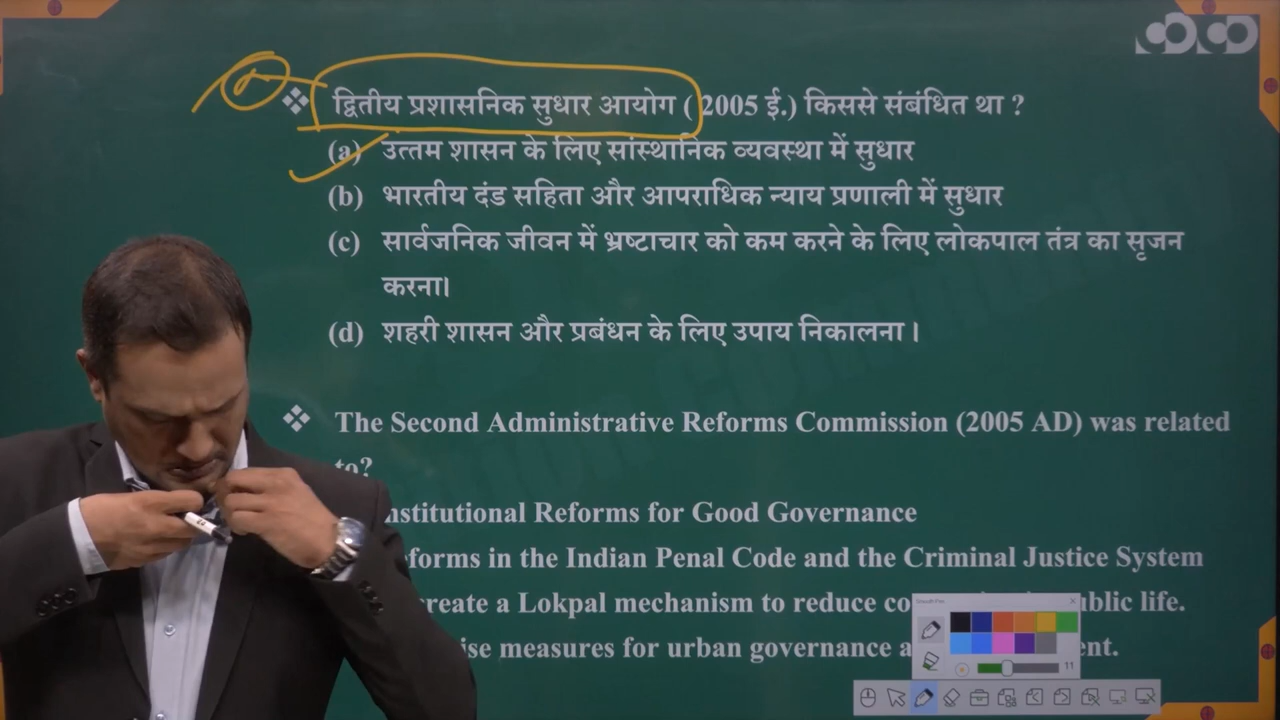 ❖ द्वितीय प्रशासनिक सुधार आयोग ( 2005 ई.) किससे संबंधित था ?
(a) उत्तम शासन के लिए सांस्थानिक व्यवस्था में सुधार
(b) भारतीय दंड सहिता और आपराधिक न्याय प्रणाली में सुधार
(c) सार्वजनिक जीवन में भ्रष्टाचार को कम करने के लिए लोकपाल तंत्र का सृजन
करना।
(d) शहरी शासन और प्रबंधन के लिए उपाय निकालना।
❖ The Second Administrative Reforms Commission (2005 AD) was related
to?
nstitutional Reforms for Good Governance
eforms in the Indian Penal Code and the Criminal Justice System
create a Lokpal mechanism to reduce co ublic life.
ise measures for urban governance a ent.
11